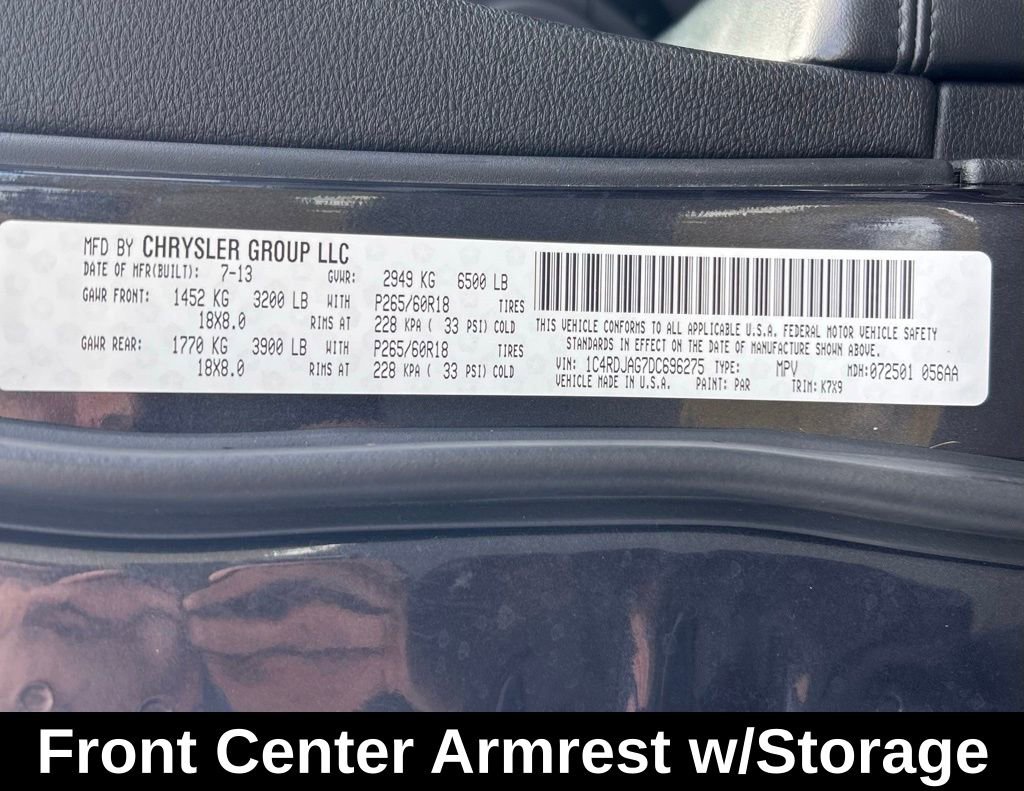 MFD BY CHRYSLER GROUP LLC
DATE OF MFR(BUILT): 7-13 GVWR: 2949 KG 6500 LB
GAWR FRONT: 1452 KG 3200 LB WITH P265/60R18 TIRES
18X8.0 RIMS AT 228 KPA ( 33 PSI) COLD
GAWR REAR: 1770 KG 3900 LB WITH P265/60R18 TIRES
18X8.0 RIMS AT 228 KPA ( 33 PSI) COLD
THIS VEHICLE CONFORMS TO ALL APPLICABLE U.S.A. FEDERAL MOTOR VEHICLE SAFETY
STANDARDS IN EFFECT ON THE DATE OF MANUFACTURE SHOWN ABOVE.
VIN: 1C4RDJAG7DC696275 TYPE: MPV MDH:072501 056AA
VEHICLE MADE IN U.S.A. PAINT: PAR TRIM: K7X9
Front Center Armrest w/Storage